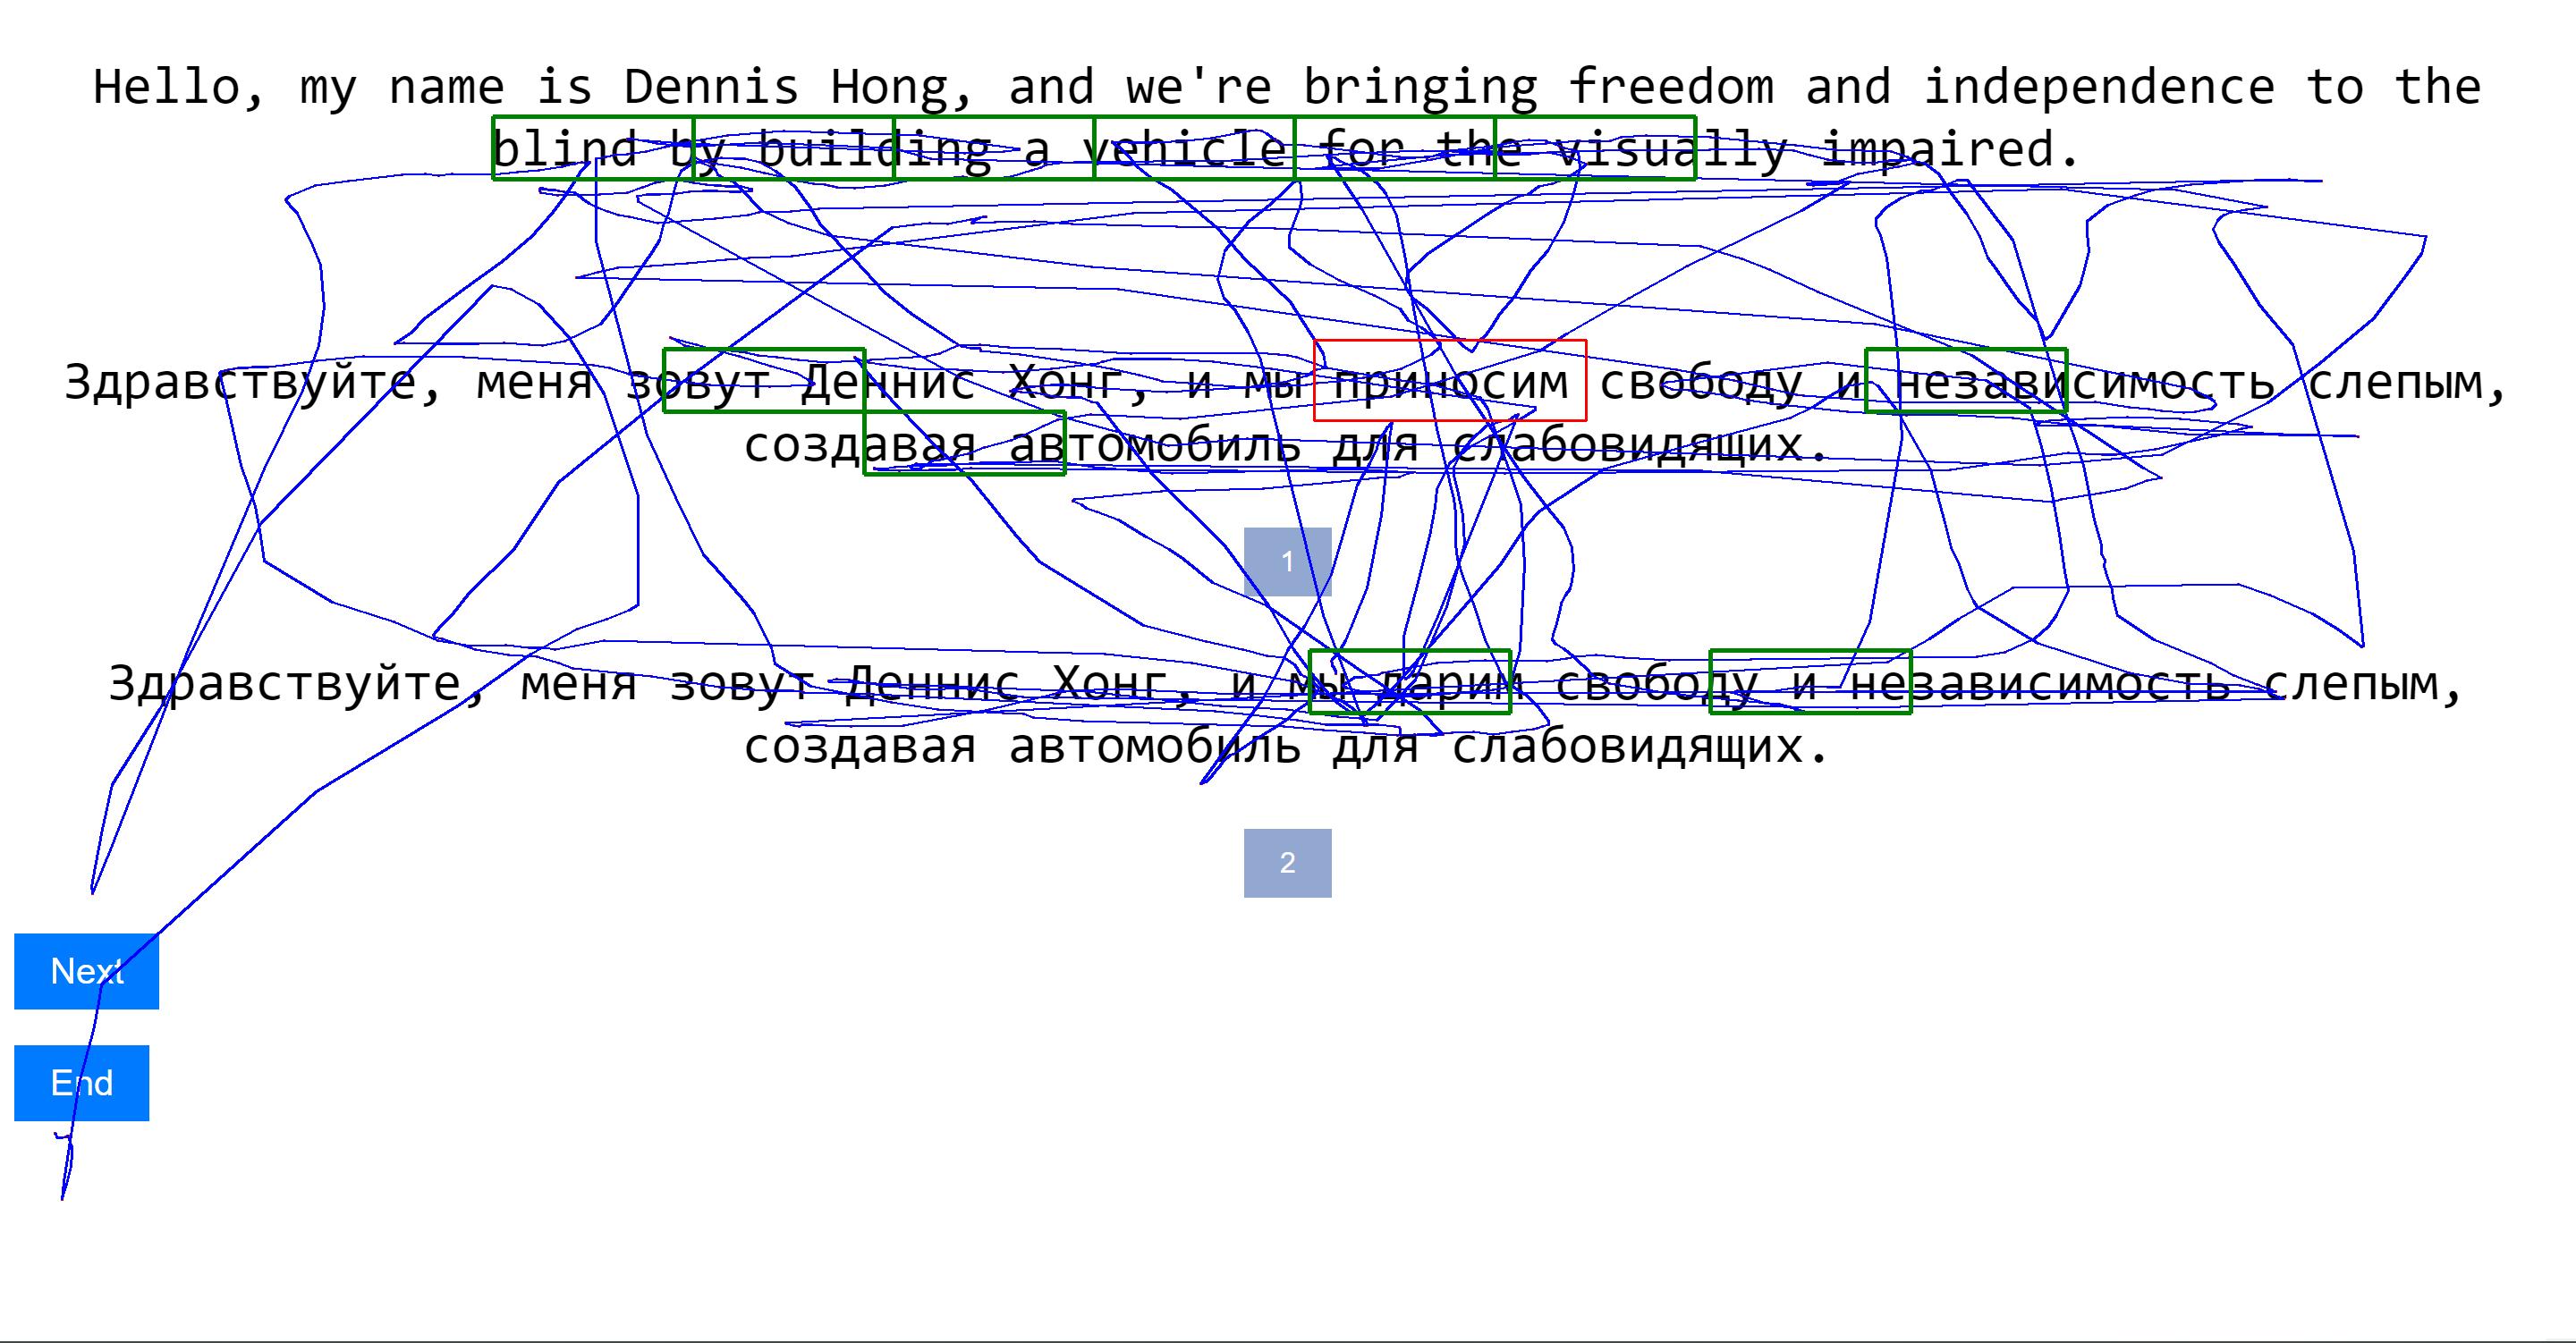 Hello, my name is Dennis Hong, and we're bringing freedom and independence to the
blind by building a vehicle for the visually impaired.
Здравствуйте, меня зовут Деннис Хонг, и мы приносим свободу и независимость слепым,
создавая автомобиль для слабовидящих.
1
Здравствуйте, меня зовут Деннис Хонг, и мы дарим свободу и независимость слепым,
создавая автомобиль для слабовидящих.
2
Next
End